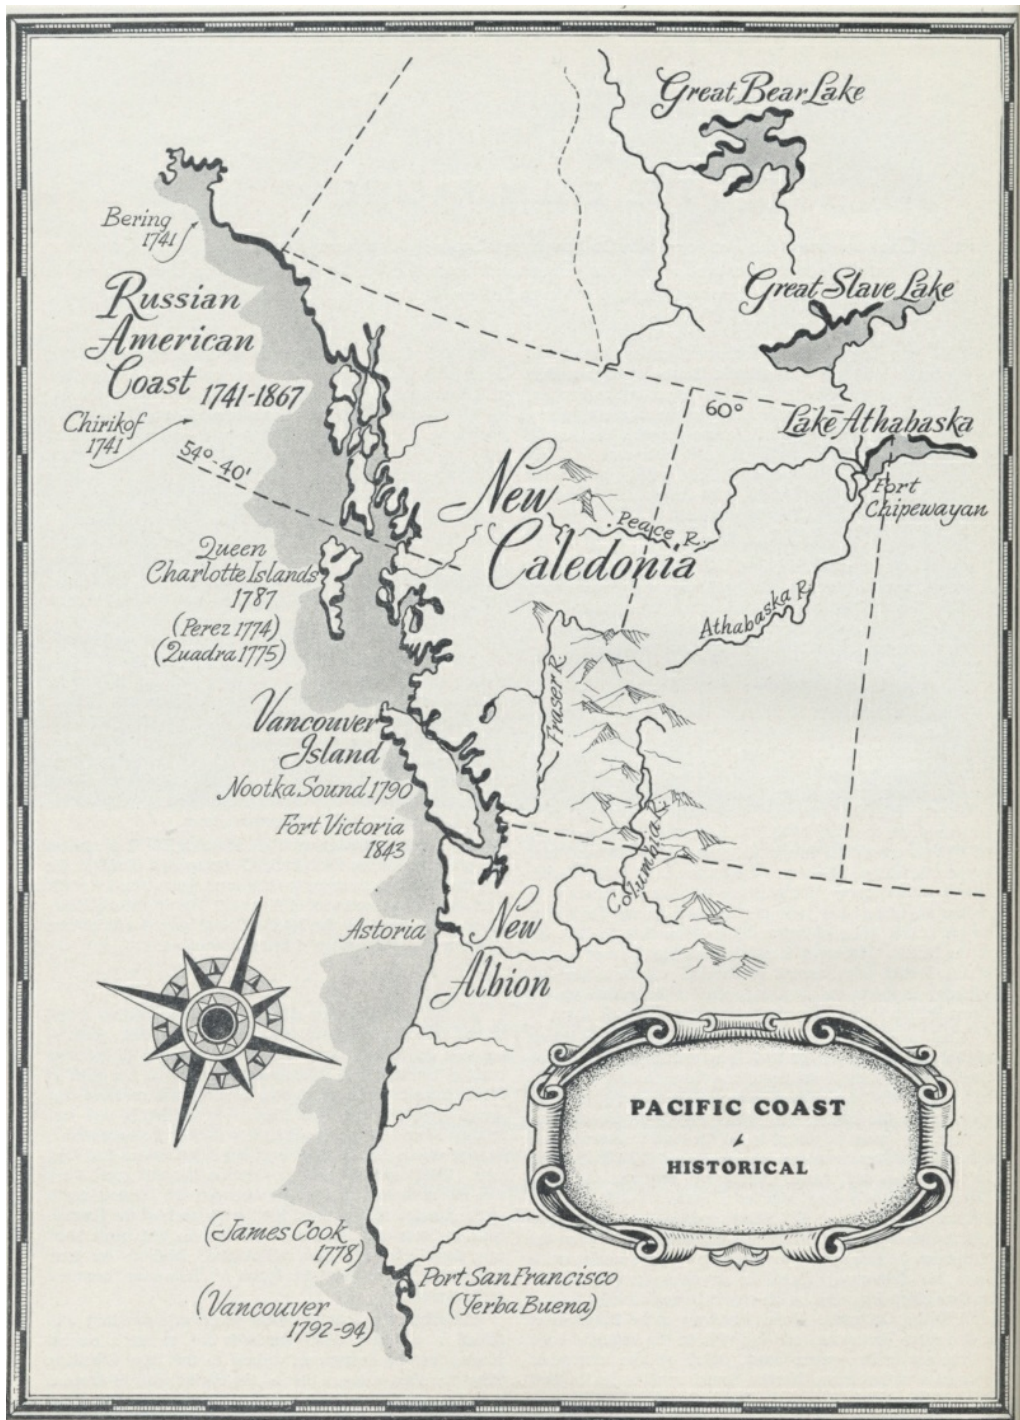 Great Bear Lake
Bering
1741
Great Slave Lake
Russian
American
Coast 1741-1867
Chirikof
1741
60°
Lake Athabaska
54°-40'
New
Caledonia
Fort
Chipewayan
Peace R.
Queen
Charlotte Islands
1787
(Perez 1774)
(Quadra 1775)
Athabaska R.
Fraser R.
Vancouver
Island
Nootka Sound 1790
Fort Victoria
1843
Columbia R.
Astoria
New
Albion
PACIFIC COAST
HISTORICAL
(James Cook
1778)
Port San Francisco
(Yerba Buena)
(Vancouver
1792-94)